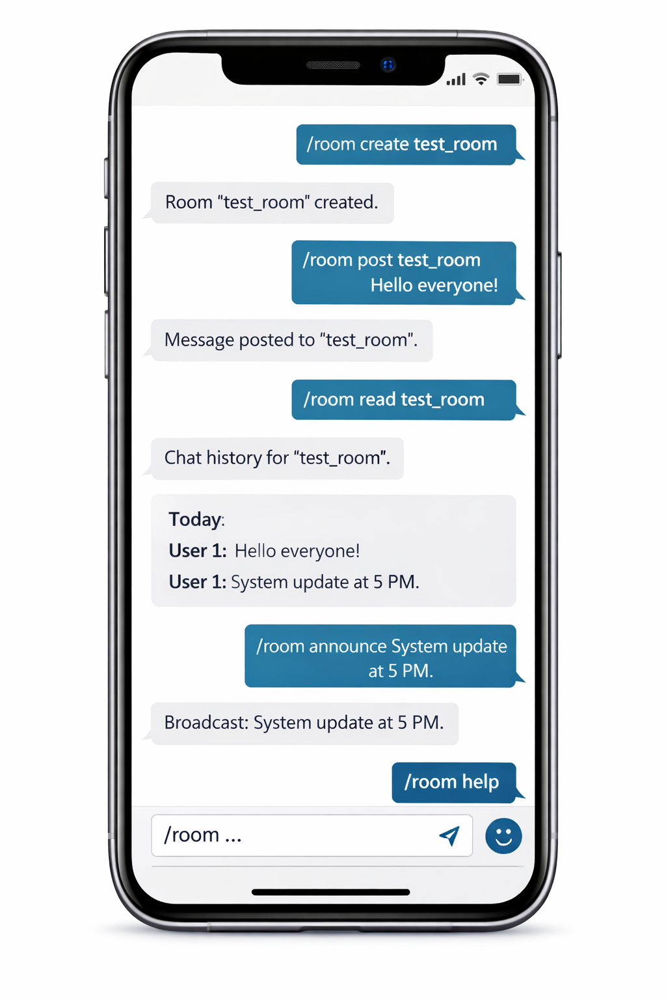 /room create test_room
Room "test_room" created.
/room post test_room
Hello everyone!
Message posted to "test_room".
/room read test_room
Chat history for "test_room".
Today:
User 1: Hello everyone!
User 1: System update at 5 PM.
/room announce System update
at 5 PM.
Broadcast: System update at 5 PM.
/room help
/room ...